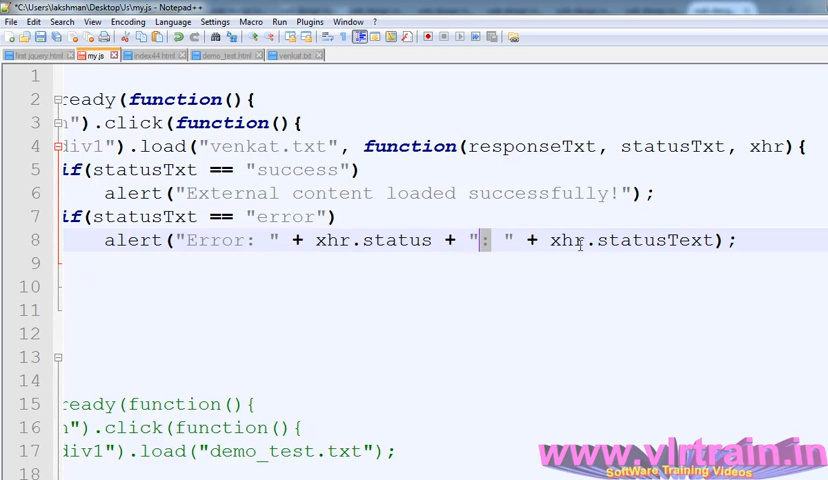 *C:\Users\lakshman\Desktop\Js\my.js - Notepad++
File Search View Encoding Language Settings Macro Run Plugins Window ?
first jquery.html my.js index44.html demo_test.html venkat.txt
1
2 ready(function(){
3 n").click(function(){
4 div1").load("venkat.txt", function(responseTxt, statusTxt, xhr){
5 if(statusTxt == "success")
6 alert("External content loaded successfully!");
7 if(statusTxt == "error")
8 alert("Error: " + xhr.status + ": " + xhr.statusText);
9
10
11
12
13
14
15 ready(function(){
16 n").click(function(){
17 div1").load("demo_test.txt");
18
www.vlrtrain.in
SoftWare Training Videos